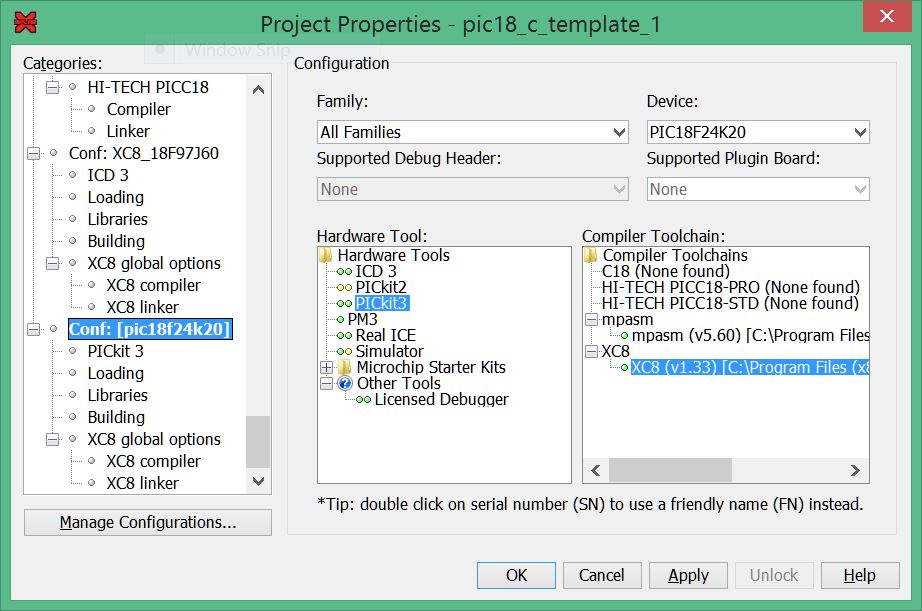 Project Properties - pic18_c_template_1
Window Snip
Categories:
HI-TECH PICC18
Compiler
Linker
Conf: XC8_18F97J60
ICD 3
Loading
Libraries
Building
XC8 global options
XC8 compiler
XC8 linker
Conf: [pic18f24k20]
PICkit 3
Loading
Libraries
Building
XC8 global options
XC8 compiler
XC8 linker
Manage Configurations...
Configuration
Family:
Device:
All Families
PIC18F24K20
Supported Debug Header:
Supported Plugin Board:
None
None
Hardware Tool:
Hardware Tools
ICD 3
PICkit2
PICkit3
PM3
Real ICE
Simulator
Microchip Starter Kits
Other Tools
Licensed Debugger
Compiler Toolchain:
Compiler Toolchains
C18 (None found)
HI-TECH PICC18-PRO (None found)
HI-TECH PICC18-STD (None found)
mpasm
mpasm (v5.60) [C:\Program Files
XC8
XC8 (v1.33) [C:\Program Files (x8
*Tip: double click on serial number (SN) to use a friendly name (FN) instead.
OK
Cancel
Apply
Unlock
Help